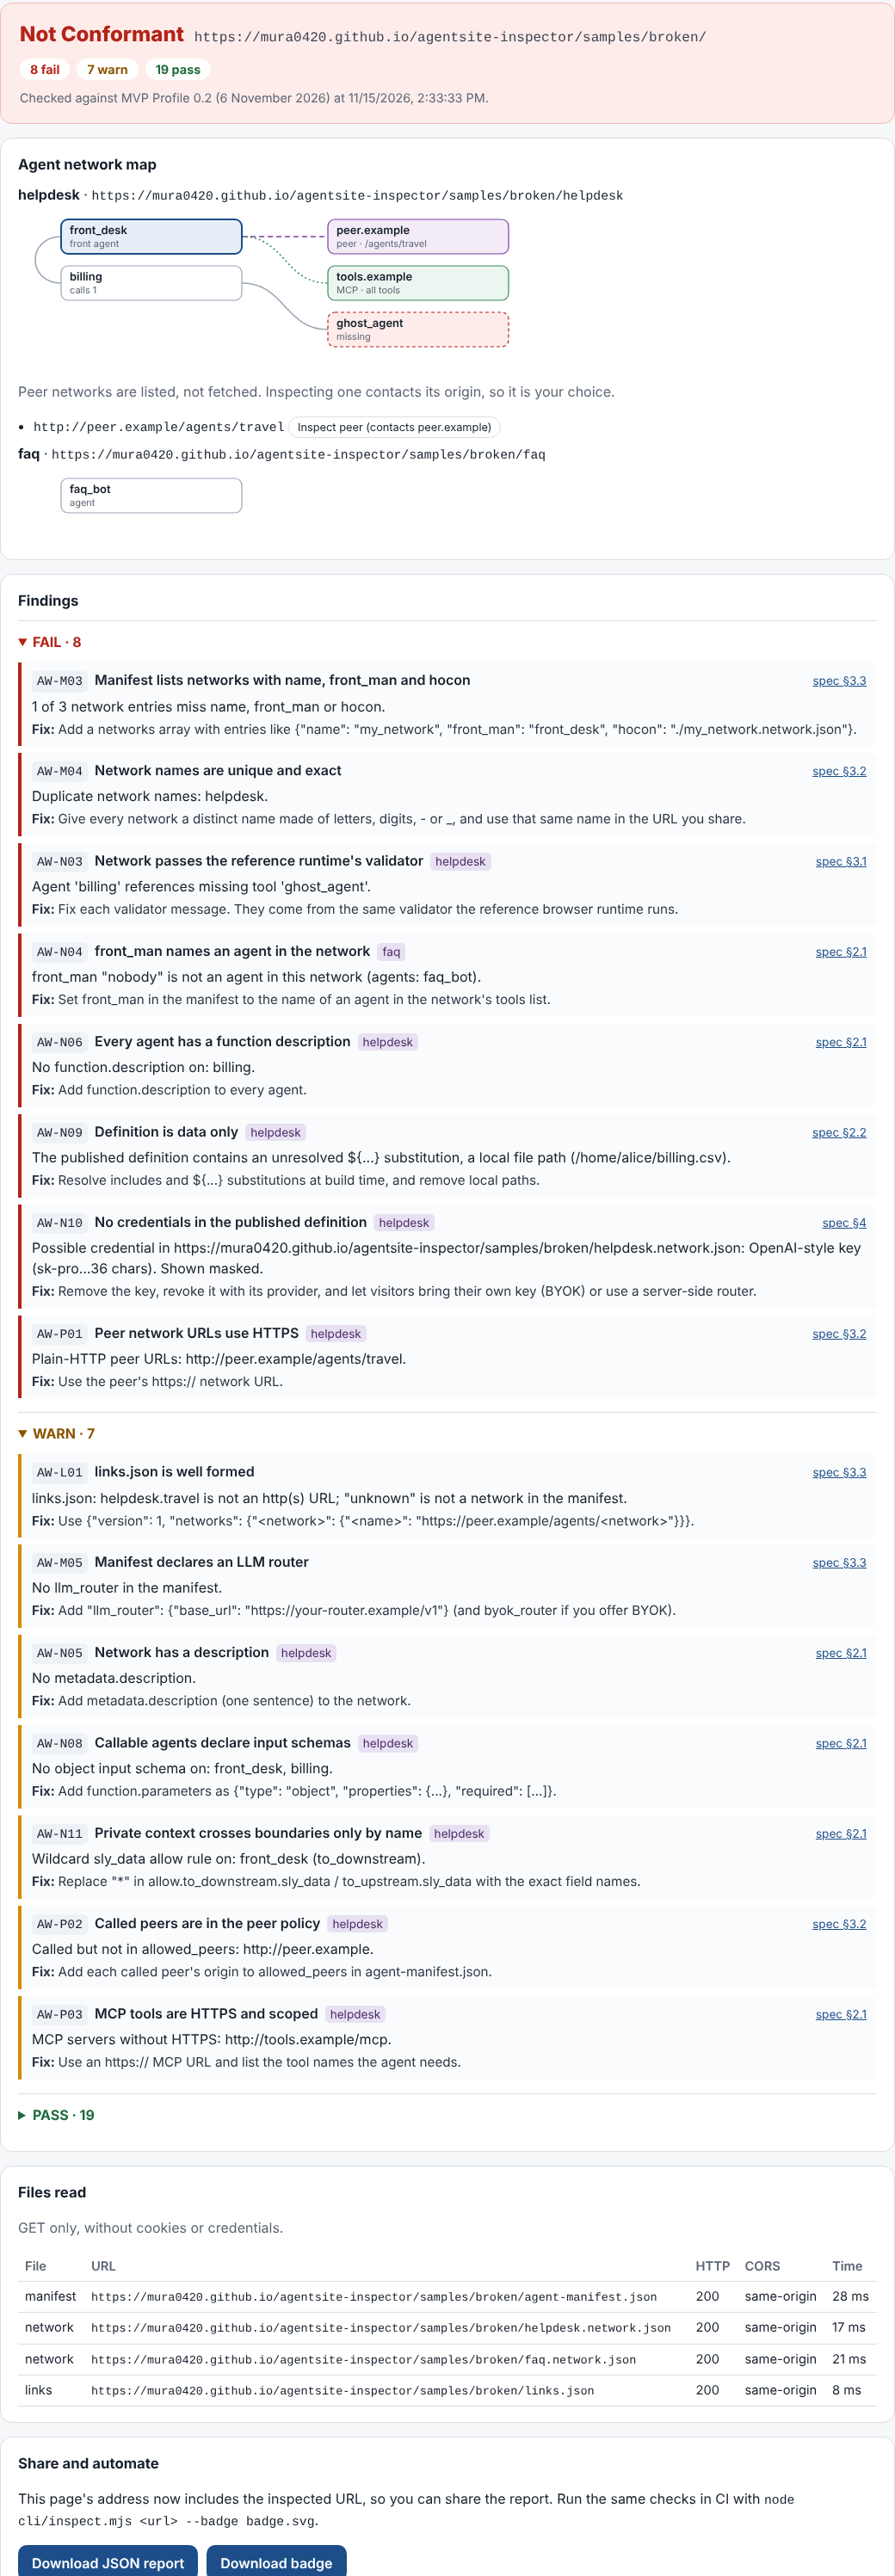 Not Conformant https://mura0420.github.io/agentsite-inspector/samples/broken/
8 fail 7 warn 19 pass
Checked against MVP Profile 0.2 (6 November 2026) at 11/15/2026, 2:33:33 PM.
Agent network map
helpdesk · https://mura0420.github.io/agentsite-inspector/samples/broken/helpdesk
front_desk
front agent
peer.example
peer · /agents/travel
billing
calls 1
tools.example
MCP · all tools
ghost_agent
missing
Peer networks are listed, not fetched. Inspecting one contacts its origin, so it is your choice.
• http://peer.example/agents/travel Inspect peer (contacts peer.example)
faq · https://mura0420.github.io/agentsite-inspector/samples/broken/faq
faq_bot
agent
Findings
▼ FAIL · 8
AW-M03 Manifest lists networks with name, front_man and hocon spec §3.3
1 of 3 network entries miss name, front_man or hocon.
Fix: Add a networks array with entries like {"name": "my_network", "front_man": "front_desk", "hocon": "./my_network.network.json"}.
AW-M04 Network names are unique and exact spec §3.2
Duplicate network names: helpdesk.
Fix: Give every network a distinct name made of letters, digits, - or _, and use that same name in the URL you share.
AW-N03 Network passes the reference runtime's validator helpdesk spec §3.1
Agent 'billing' references missing tool 'ghost_agent'.
Fix: Fix each validator message. They come from the same validator the reference browser runtime runs.
AW-N04 front_man names an agent in the network faq spec §2.1
front_man "nobody" is not an agent in this network (agents: faq_bot).
Fix: Set front_man in the manifest to the name of an agent in the network's tools list.
AW-N06 Every agent has a function description helpdesk spec §2.1
No function.description on: billing.
Fix: Add function.description to every agent.
AW-N09 Definition is data only helpdesk spec §2.2
The published definition contains an unresolved ${...} substitution, a local file path (/home/alice/billing.csv).
Fix: Resolve includes and ${...} substitutions at build time, and remove local paths.
AW-N10 No credentials in the published definition helpdesk spec §4
Possible credential in https://mura0420.github.io/agentsite-inspector/samples/broken/helpdesk.network.json: OpenAI-style key
(sk-pro...36 chars). Shown masked.
Fix: Remove the key, revoke it with its provider, and let visitors bring their own key (BYOK) or use a server-side router.
AW-P01 Peer network URLs use HTTPS helpdesk spec §3.2
Plain-HTTP peer URLs: http://peer.example/agents/travel.
Fix: Use the peer's https:// network URL.
▼ WARN · 7
AW-L01 links.json is well formed spec §3.3
links.json: helpdesk.travel is not an http(s) URL; "unknown" is not a network in the manifest.
Fix: Use {"version": 1, "networks": {"<network>": {"<name>": "https://peer.example/agents/<network>"}}}.
AW-M05 Manifest declares an LLM router spec §3.3
No llm_router in the manifest.
Fix: Add "llm_router": {"base_url": "https://your-router.example/v1"} (and byok_router if you offer BYOK).
AW-N05 Network has a description helpdesk spec §2.1
No metadata.description.
Fix: Add metadata.description (one sentence) to the network.
AW-N08 Callable agents declare input schemas helpdesk spec §2.1
No object input schema on: front_desk, billing.
Fix: Add function.parameters as {"type": "object", "properties": {...}, "required": [...]}.
AW-N11 Private context crosses boundaries only by name helpdesk spec §2.1
Wildcard sly_data allow rule on: front_desk (to_downstream).
Fix: Replace "*" in allow.to_downstream.sly_data / to_upstream.sly_data with the exact field names.
AW-P02 Called peers are in the peer policy helpdesk spec §3.2
Called but not in allowed_peers: http://peer.example.
Fix: Add each called peer's origin to allowed_peers in agent-manifest.json.
AW-P03 MCP tools are HTTPS and scoped helpdesk spec §2.1
MCP servers without HTTPS: http://tools.example/mcp.
Fix: Use an https:// MCP URL and list the tool names the agent needs.
▶ PASS · 19
Files read
GET only, without cookies or credentials.
File URL HTTP CORS Time
manifest https://mura0420.github.io/agentsite-inspector/samples/broken/agent-manifest.json 200 same-origin 28 ms
network https://mura0420.github.io/agentsite-inspector/samples/broken/helpdesk.network.json 200 same-origin 17 ms
network https://mura0420.github.io/agentsite-inspector/samples/broken/faq.network.json 200 same-origin 21 ms
links https://mura0420.github.io/agentsite-inspector/samples/broken/links.json 200 same-origin 8 ms
Share and automate
This page's address now includes the inspected URL, so you can share the report. Run the same checks in CI with node
cli/inspect.mjs <url> --badge badge.svg.
Download JSON report Download badge